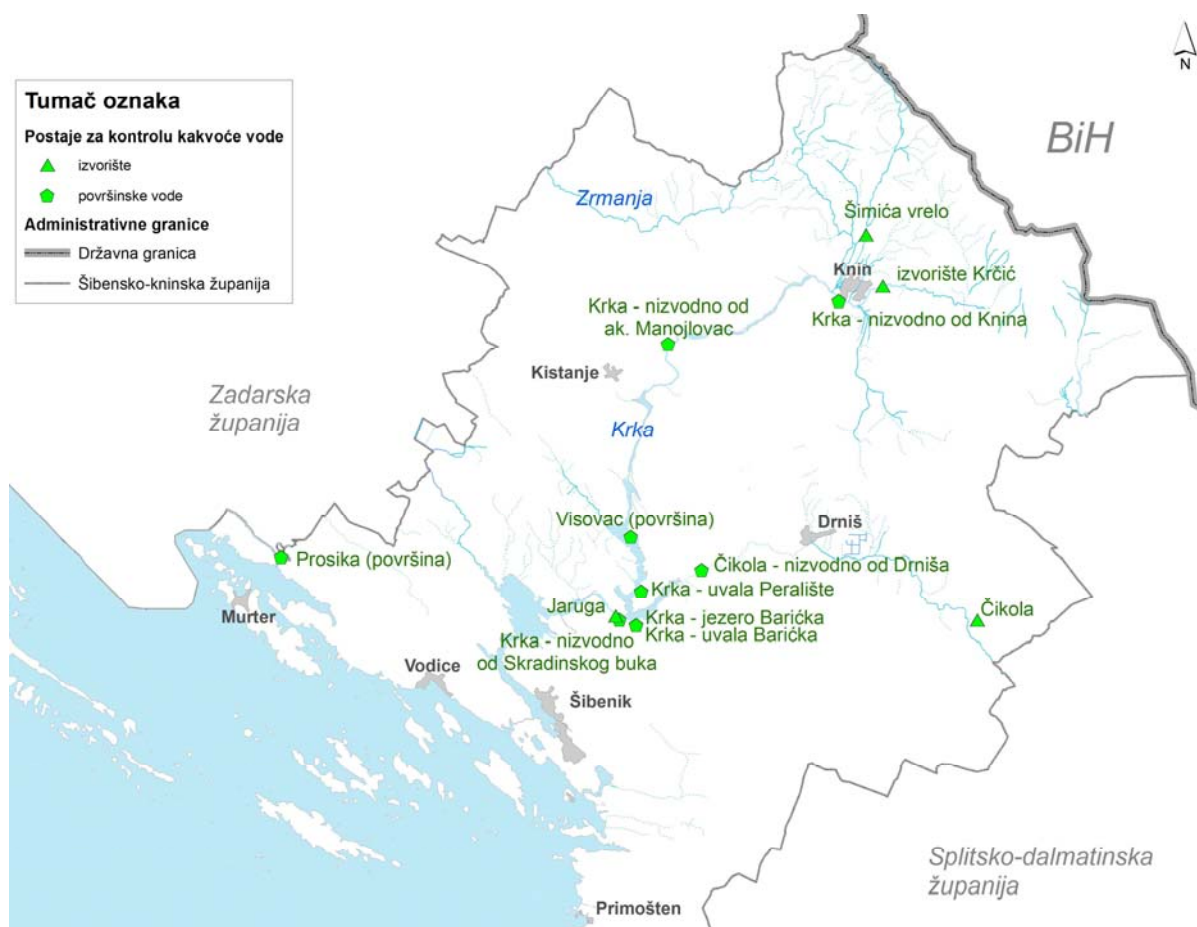 N
Tumač oznaka
Postaje za kontrolu kakvoće vode
izvorište
površinske vode
Administrativne granice
Državna granica
Šibensko-kninska županija
BiH
Zrmanja
Šimića vrelo
Knin
izvorište Krčić
Krka - nizvodno od
ak. Manojlovac
Krka - nizvodno od Knina
Kistanje
Zadarska
županija
Krka
Visovac (površina)
Drniš
Prosika (površina)
Čikola - nizvodno od Drniša
Krka - uvala Peralište
Murter
Jaruga
Krka - jezero Barićka
Čikola
Krka - uvala Barićka
Krka - nizvodno
od Skradinskog buka
Vodice
Šibenik
Splitsko-dalmatinska
županija
Primošten